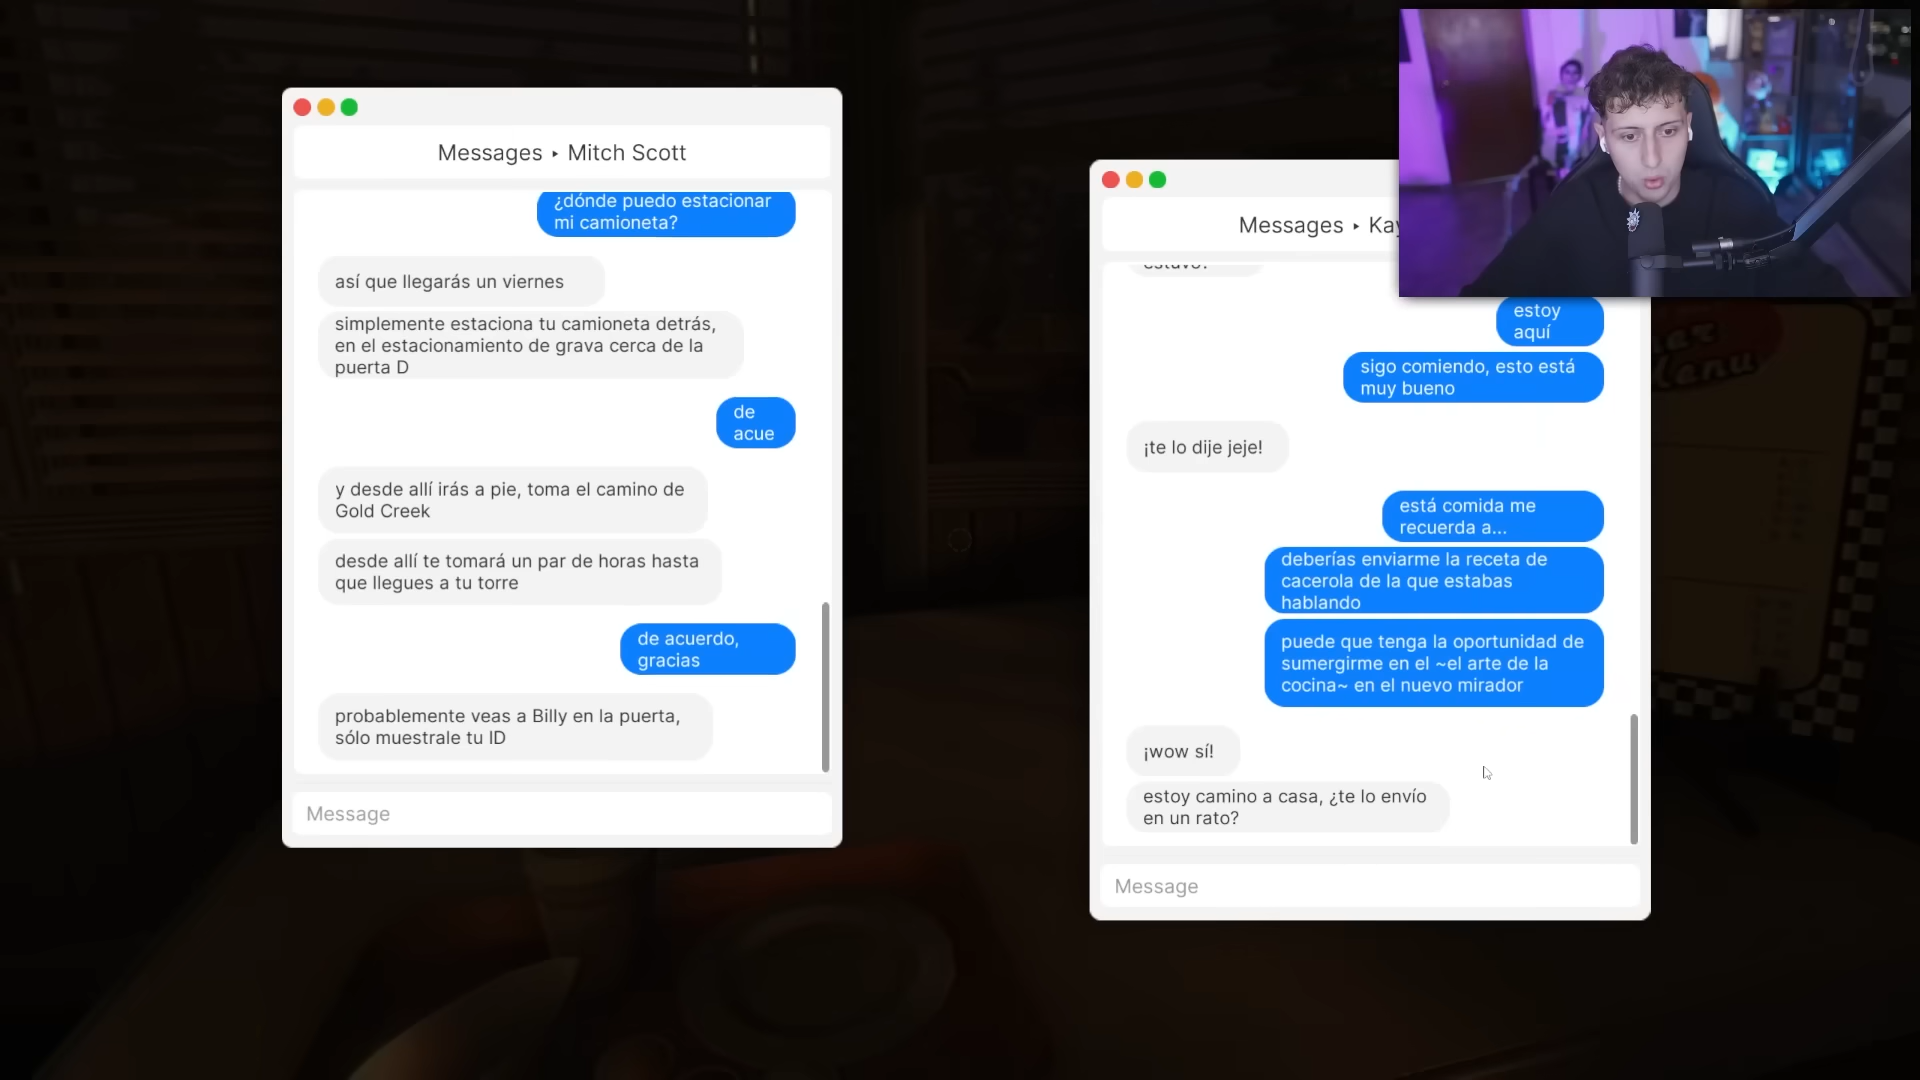 Messages ▸ Mitch Scott
¿dónde puedo estacionar
mi camioneta?
así que llegarás un viernes
simplemente estaciona tu camioneta detrás,
en el estacionamiento de grava cerca de la
puerta D
de
acue
y desde allí irás a pie, toma el camino de
Gold Creek
desde allí te tomará un par de horas hasta
que llegues a tu torre
de acuerdo,
gracias
probablemente veas a Billy en la puerta,
sólo muestrale tu ID
Message
Messages ▸ Kay
estoy
aquí
sigo comiendo, esto está
muy bueno
¡te lo dije jeje!
está comida me
recuerda a...
deberías enviarme la receta de
cacerola de la que estabas
hablando
puede que tenga la oportunidad de
sumergirme en el ~el arte de la
cocina~ en el nuevo mirador
¡wow sí!
estoy camino a casa, ¿te lo envío
en un rato?
Message
Menu